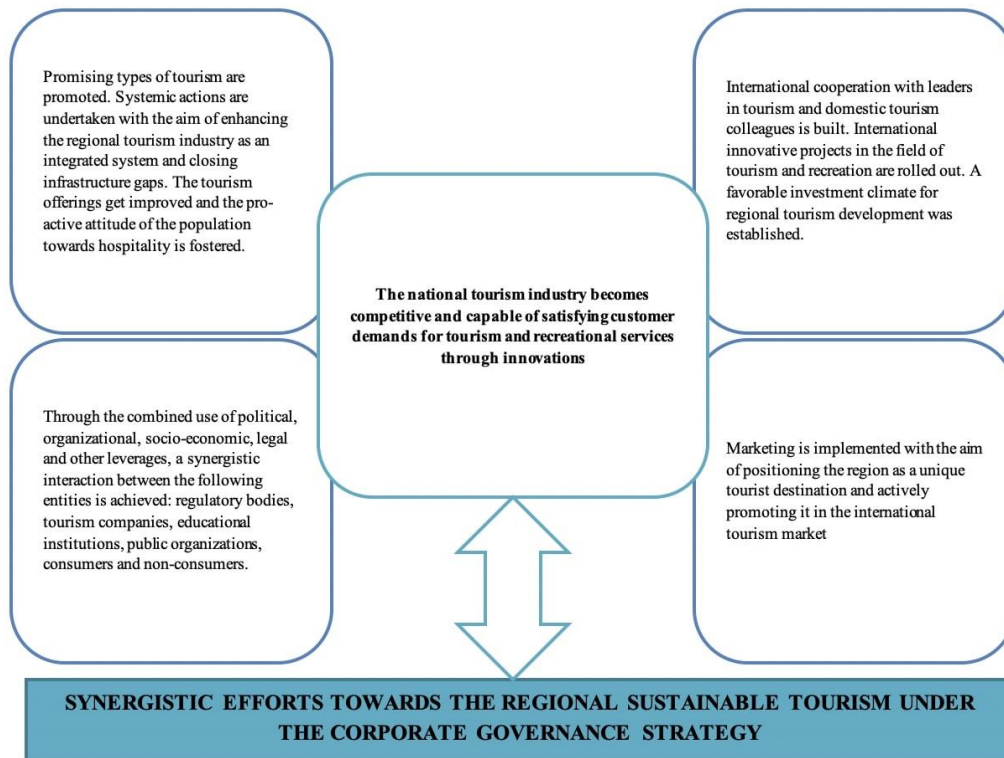 Promising types of tourism are
promoted. Systemic actions are
undertaken with the aim of enhancing
the regional tourism industry as an
integrated system and closing
infrastructure gaps. The tourism
offerings get improved and the pro-
active attitude of the population
towards hospitality is fostered.
International cooperation with leaders
in tourism and domestic tourism
colleagues is built. International
innovative projects in the field of
tourism and recreation are rolled out. A
favorable investment climate for
regional tourism development was
established.
The national tourism industry becomes
competitive and capable of satisfying customer
demands for tourism and recreational services
through innovations
Through the combined use of political,
organizational, socio-economic, legal
and other leverages, a synergistic
interaction between the following
entities is achieved: regulatory bodies,
tourism companies, educational
institutions, public organizations,
consumers and non-consumers.
Marketing is implemented with the aim
of positioning the region as a unique
tourist destination and actively
promoting it in the international
tourism market
SYNERGISTIC EFFORTS TOWARDS THE REGIONAL SUSTAINABLE TOURISM UNDER
THE CORPORATE GOVERNANCE STRATEGY